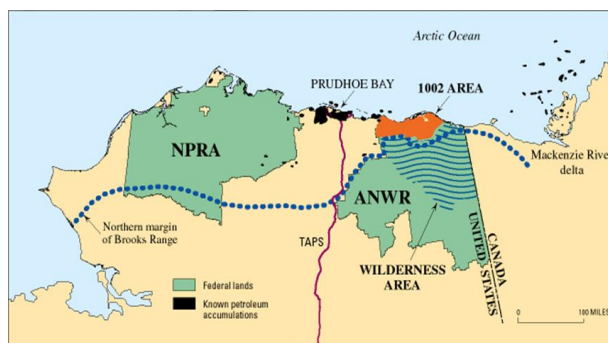 Arctic Ocean
PRUDHOE BAY
1002 AREA
NPRA
Mackenzie River
delta
ANWR
Northern margin
of Brooks Range
TAPS
WILDERNESS
AREA
CANADA
UNITED STATES
Federal lands
Known petroleum
accumulations
0
100 MILES